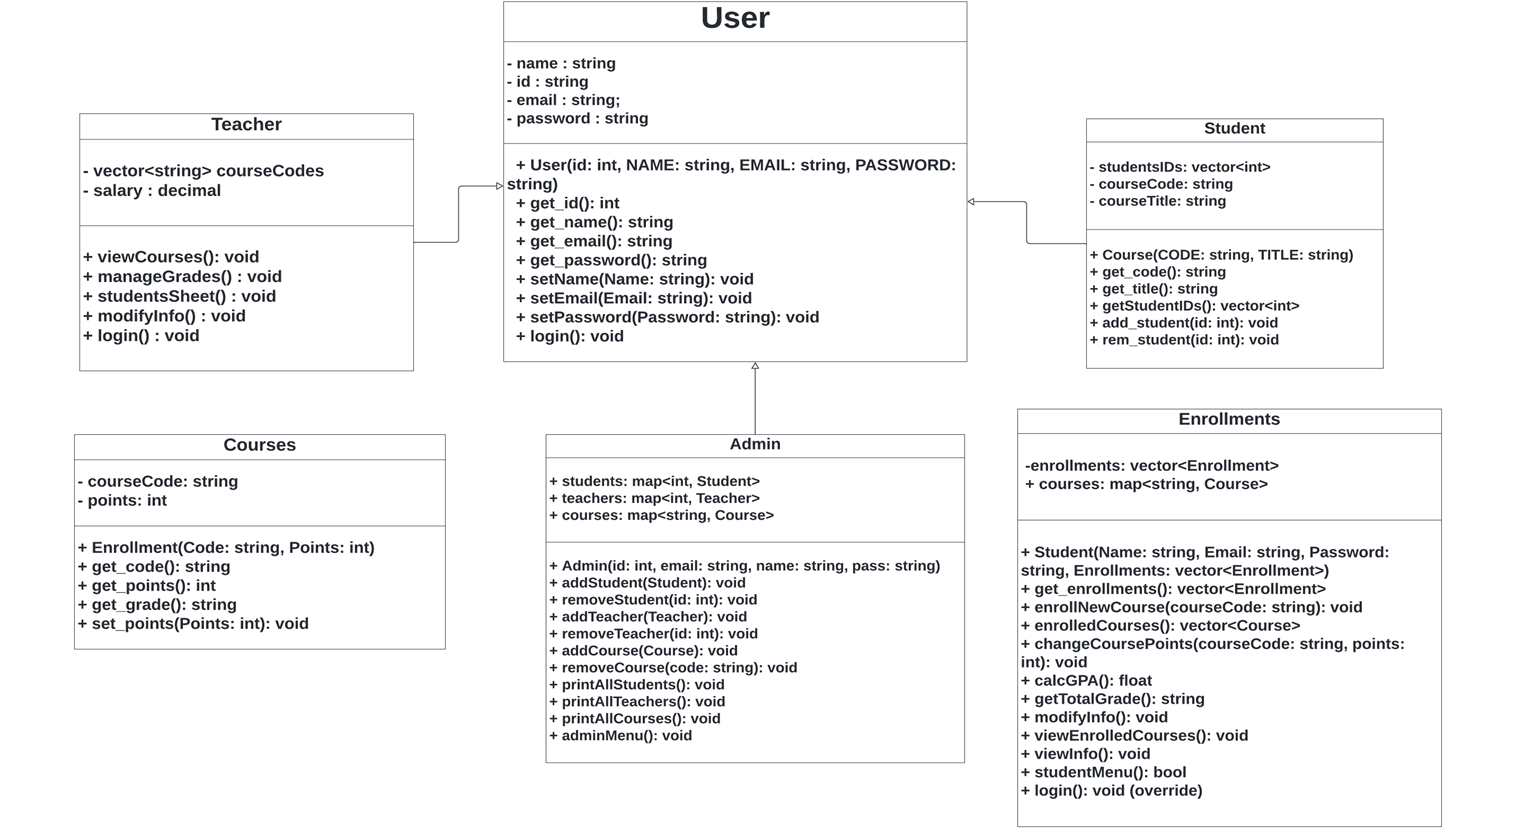 User
- name : string
- id : string
- email : string;
- password : string
+ User(id: int, NAME: string, EMAIL: string, PASSWORD:
string)
+ get_id(): int
+ get_name(): string
+ get_email(): string
+ get_password(): string
+ setName(Name: string): void
+ setEmail(Email: string): void
+ setPassword(Password: string): void
+ login(): void
Teacher
- vector<string> courseCodes
- salary : decimal
+ viewCourses(): void
+ manageGrades() : void
+ studentsSheet() : void
+ modifyInfo() : void
+ login() : void
Student
- studentsIDs: vector<int>
- courseCode: string
- courseTitle: string
+ Course(CODE: string, TITLE: string)
+ get_code(): string
+ get_title(): string
+ getStudentIDs(): vector<int>
+ add_student(id: int): void
+ rem_student(id: int): void
Courses
- courseCode: string
- points: int
+ Enrollment(Code: string, Points: int)
+ get_code(): string
+ get_points(): int
+ get_grade(): string
+ set_points(Points: int): void
Admin
+ students: map<int, Student>
+ teachers: map<int, Teacher>
+ courses: map<string, Course>
+ Admin(id: int, email: string, name: string, pass: string)
+ addStudent(Student): void
+ removeStudent(id: int): void
+ addTeacher(Teacher): void
+ removeTeacher(id: int): void
+ addCourse(Course): void
+ removeCourse(code: string): void
+ printAllStudents(): void
+ printAllTeachers(): void
+ printAllCourses(): void
+ adminMenu(): void
Enrollments
-enrollments: vector<Enrollment>
+ courses: map<string, Course>
+ Student(Name: string, Email: string, Password:
string, Enrollments: vector<Enrollment>)
+ get_enrollments(): vector<Enrollment>
+ enrollNewCourse(courseCode: string): void
+ enrolledCourses(): vector<Course>
+ changeCoursePoints(courseCode: string, points:
int): void
+ calcGPA(): float
+ getTotalGrade(): string
+ modifyInfo(): void
+ viewEnrolledCourses(): void
+ viewInfo(): void
+ studentMenu(): bool
+ login(): void (override)